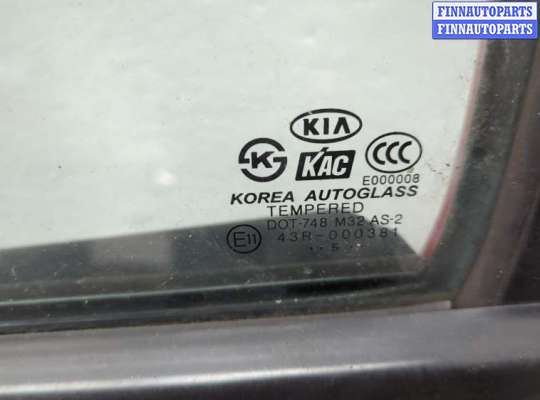 FINNAUTOPARTS
FINNAUTOPARTS
KIA
K KAC CCC
E000008
KOREA AUTOGLASS
TEMPERED
DOT-748 M32 AS-2
E11 43R-000381